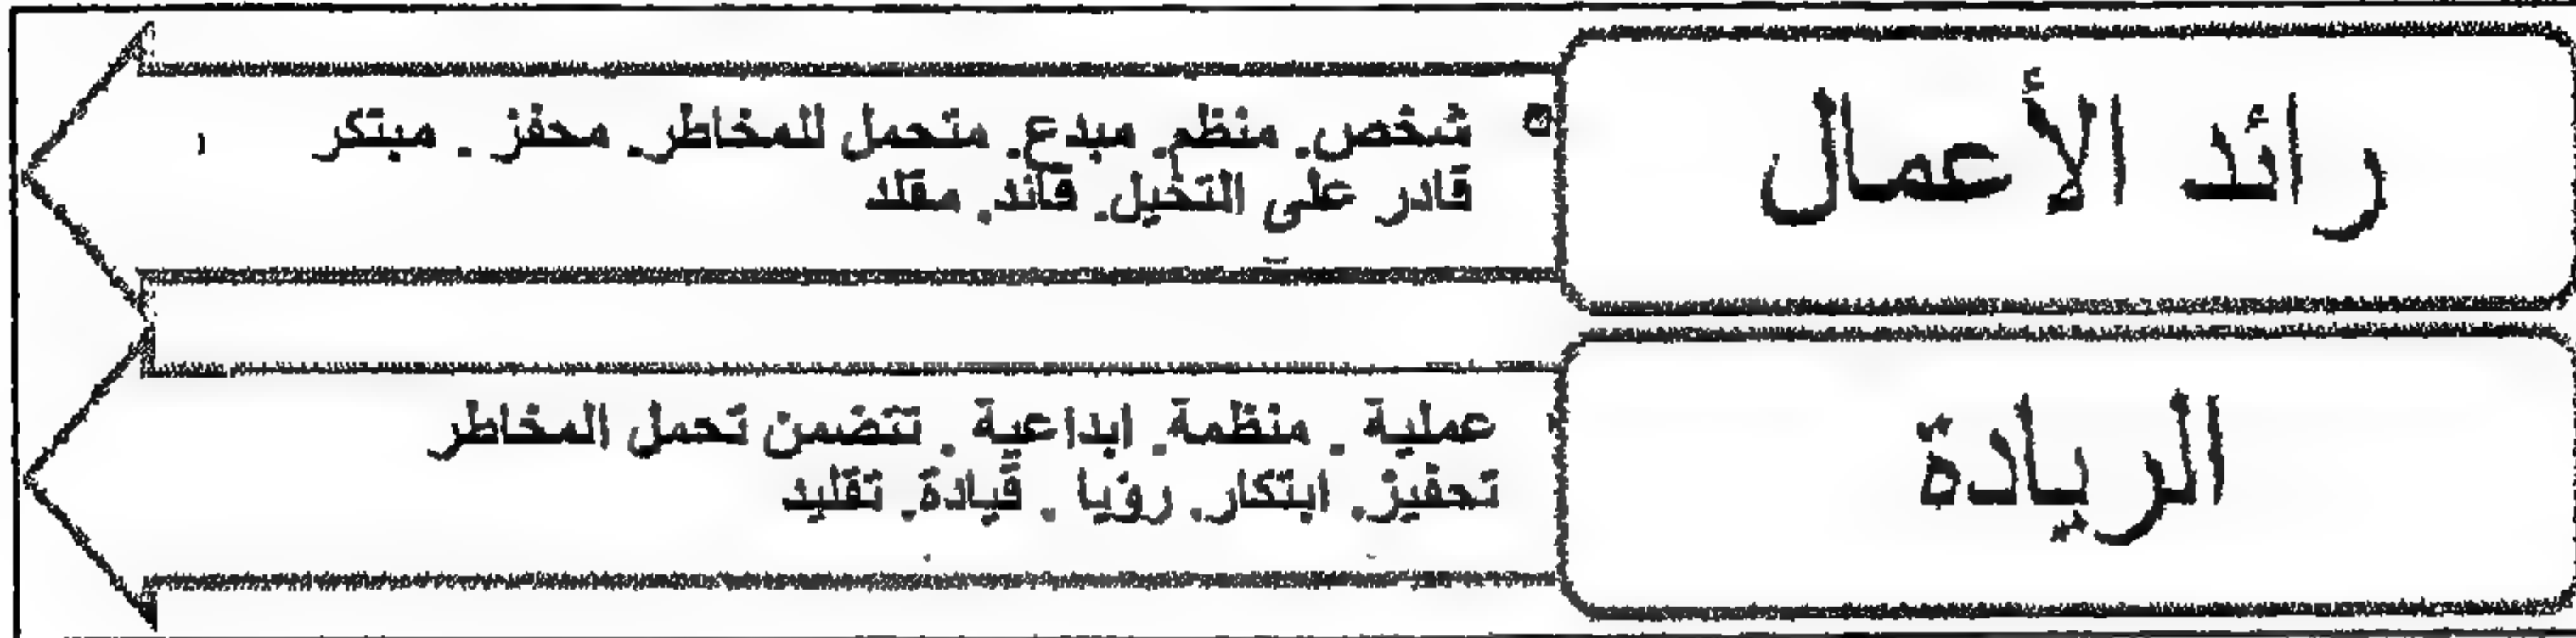 رائد الأعمال
شخص. منظم. مبدع. متحمل للمخاطر. محفز . مبتكر
قادر على التخيل. قائد. مقلد
الريادة
عملية . منظمة. ابداعية . تتضمن تحمل المخاطر
تحفيز. ابتكار. رؤيا . قيادة. تقليد